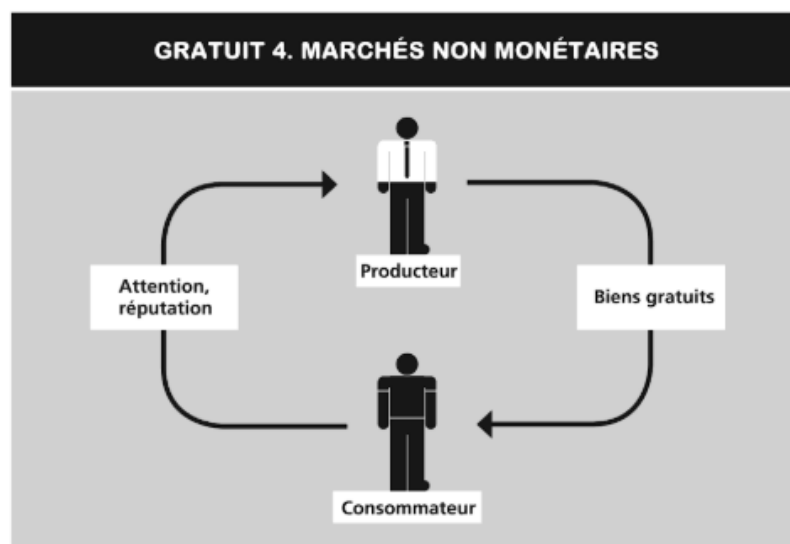 GRATUIT 4. MARCHÉS NON MONÉTAIRES
Producteur
Attention,
réputation
Biens gratuits
Consommateur